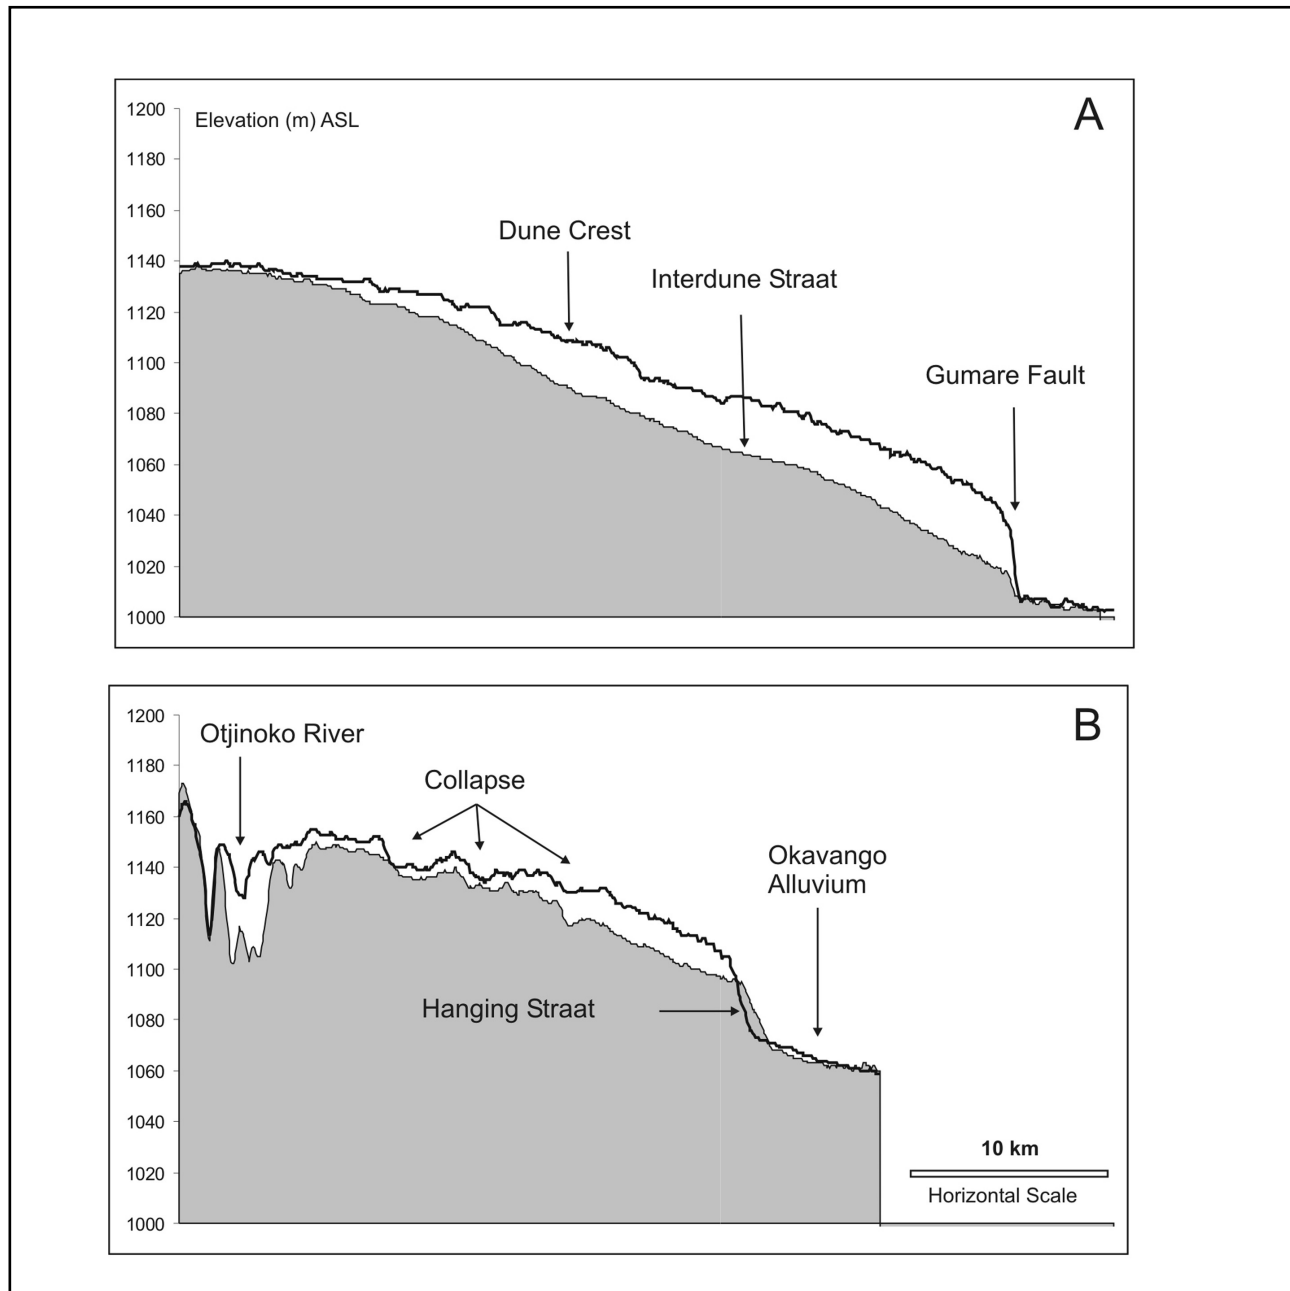 A
1200
Elevation (m) ASL
1180
1160
Dune Crest
1140
Interdune Straat
1120
1100
Gumare Fault
1080
1060
1040
1020
1000
B
1200
Otjinoko River
1180
Collapse
1160
1140
Okavango
Alluvium
1120
1100
Hanging Straat
1080
1060
1040
10 km
1020
Horizontal Scale
1000